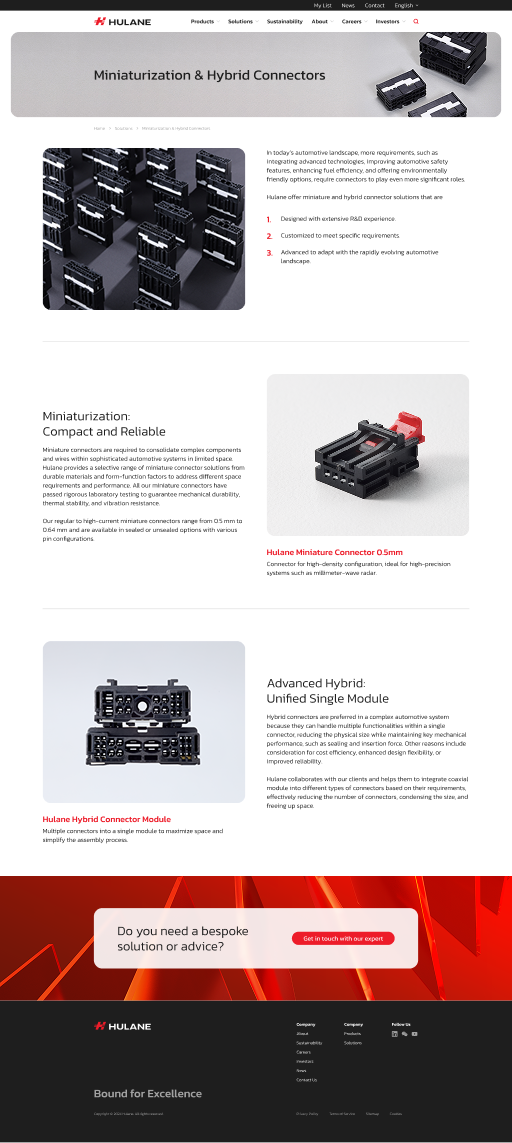 My List News Contact English
HULANE
Products Solutions Sustainability About Careers Investors
Miniaturization & Hybrid Connectors
Home Solutions Miniaturization & Hybrid Connectors
In today's automotive landscape, more requirements, such as
integrating advanced technologies, improving automotive safety
features, enhancing fuel efficiency, and offering environmentally
friendly options, require connectors to play even more significant roles.
Hulane offer miniature and hybrid connector solutions that are
1. Designed with extensive R&D experience.
2. Customized to meet specific requirements.
3. Advanced to adapt with the rapidly evolving automotive
landscape.
Miniaturization:
Compact and Reliable
Miniature connectors are required to consolidate complex components
and wires within sophisticated automotive systems in limited space.
Hulane provides a selective range of miniature connector solutions from
durable materials and form-function factors to address different space
requirements and performance. All our miniature connectors have
passed rigorous laboratory testing to guarantee mechanical durability,
thermal stability, and vibration resistance.
Our regular to high-current miniature connectors range from 0.5 mm to
0.64 mm and are available in sealed or unsealed options with various
pin configurations.
Hulane Miniature Connector 0.5mm
Connector for high-density configuration, ideal for high-precision
systems such as millimeter-wave radar.
Advanced Hybrid:
Unified Single Module
Hybrid connectors are preferred in a complex automotive system
because they can handle multiple functionalities within a single
connector, reducing the physical size while maintaining key mechanical
performance, such as sealing and insertion force. Other reasons include
consideration for cost efficiency, enhanced design flexibility, or
improved reliability.
Hulane collaborates with our clients and helps them to integrate coaxial
module into different types of connectors based on their requirements,
effectively reducing the number of connectors, condensing the size, and
freeing up space.
Hulane Hybrid Connector Module
Multiple connectors into a single module to maximize space and
simplify the assembly process.
Do you need a bespoke
solution or advice?
Get in touch with our expert
HULANE
Company
About
Sustainability
Careers
Investors
News
Contact Us
Company
Products
Solutions
Follow Us
Bound for Excellence
Copyright © 2024 Hulane. All rights reserved.
Privacy Policy Terms of Service Sitemap Cookies